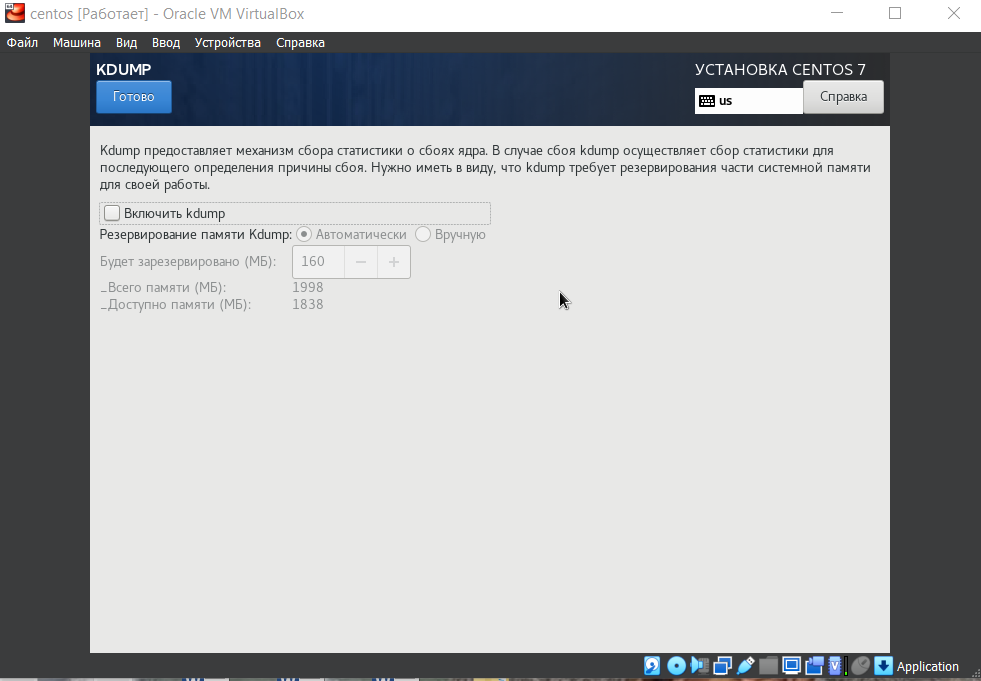 centos [Работает] - Oracle VM VirtualBox
Файл Машина Вид Ввод Устройства Справка
KDUMP
УСТАНОВКА CENTOS 7
Готово
us
Справка
Kdump предоставляет механизм сбора статистики о сбоях ядра. В случае сбоя kdump осуществляет сбор статистики для
последующего определения причины сбоя. Нужно иметь в виду, что kdump требует резервирования части системной памяти
для своей работы.
Включить kdump
Резервирование памяти Kdump: Автоматически Вручную
Будет зарезервировано (МБ): 160 − +
_Всего памяти (МБ): 1998
_Доступно памяти (МБ): 1838
Application